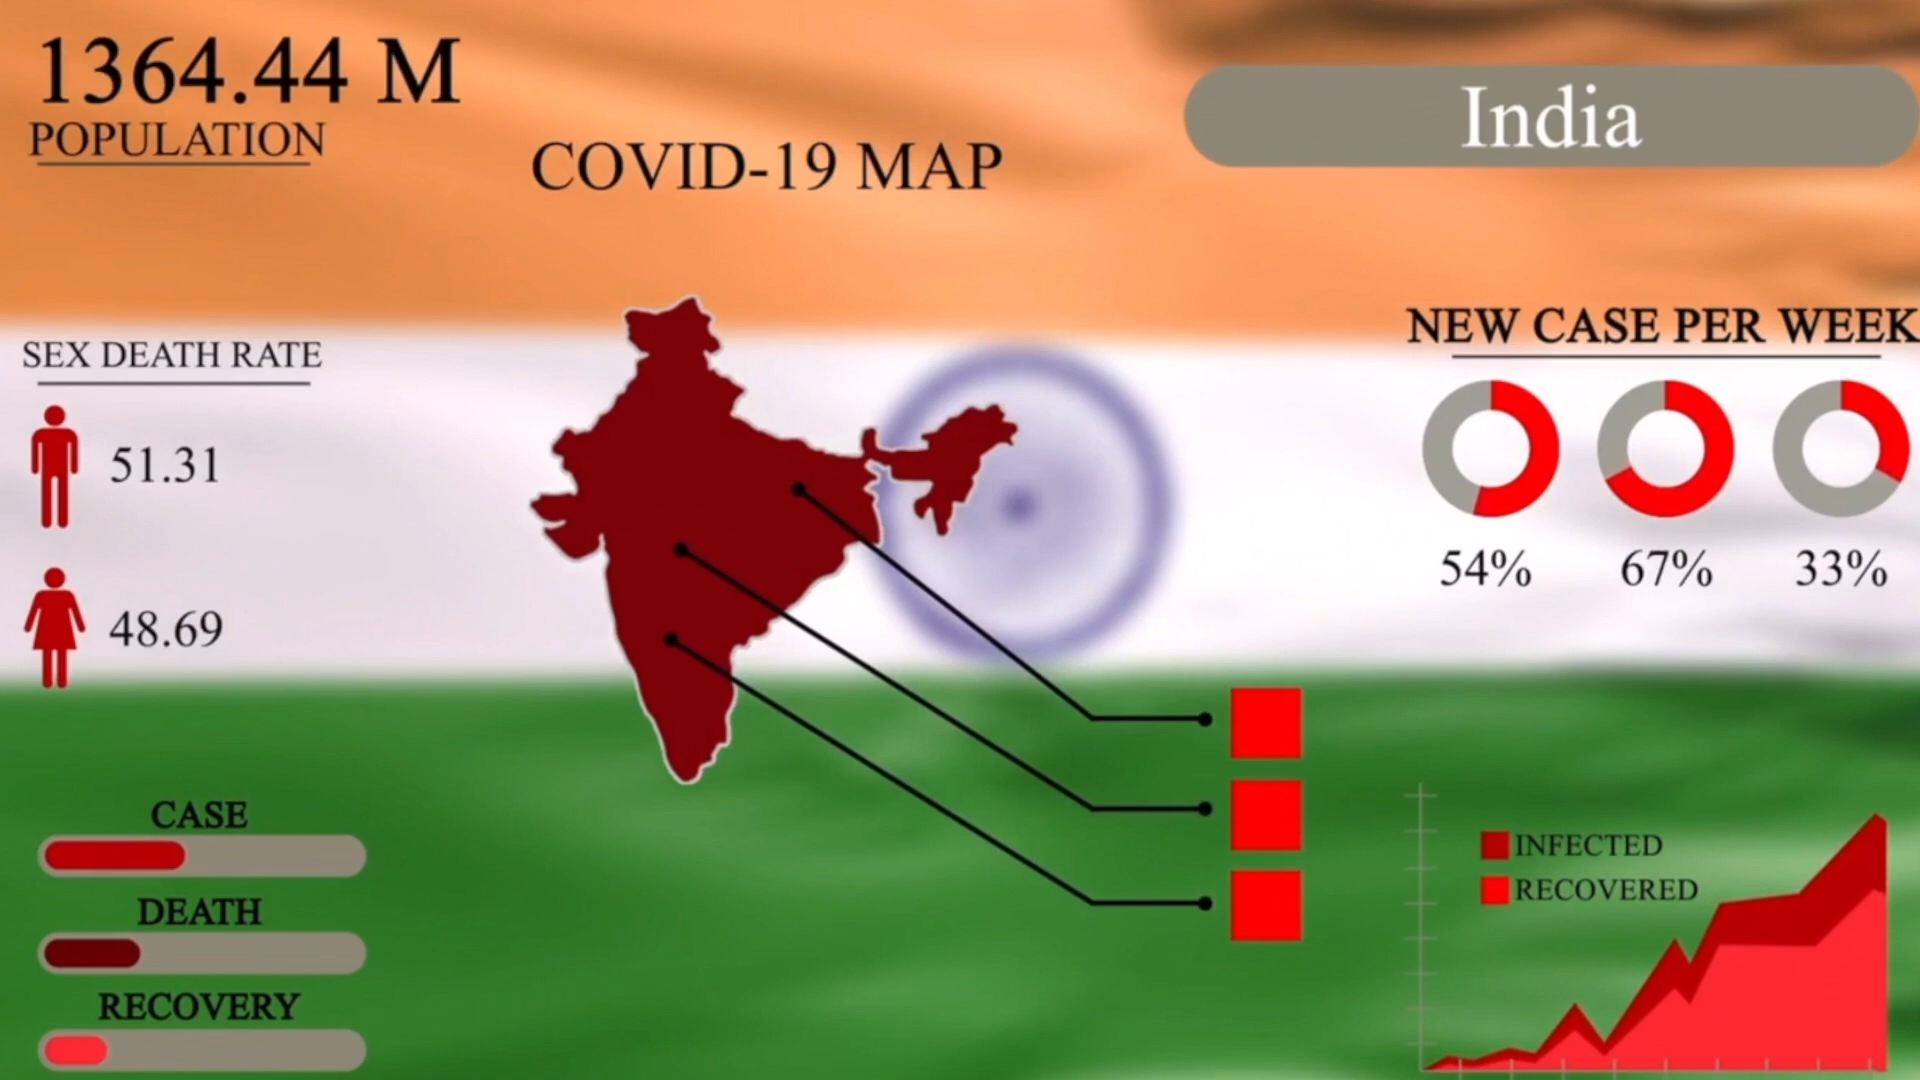 1364.44 M
POPULATION
COVID-19 MAP
India
SEX DEATH RATE
51.31
48.69
NEW CASE PER WEEK
54%
67%
33%
CASE
DEATH
RECOVERY
INFECTED
RECOVERED